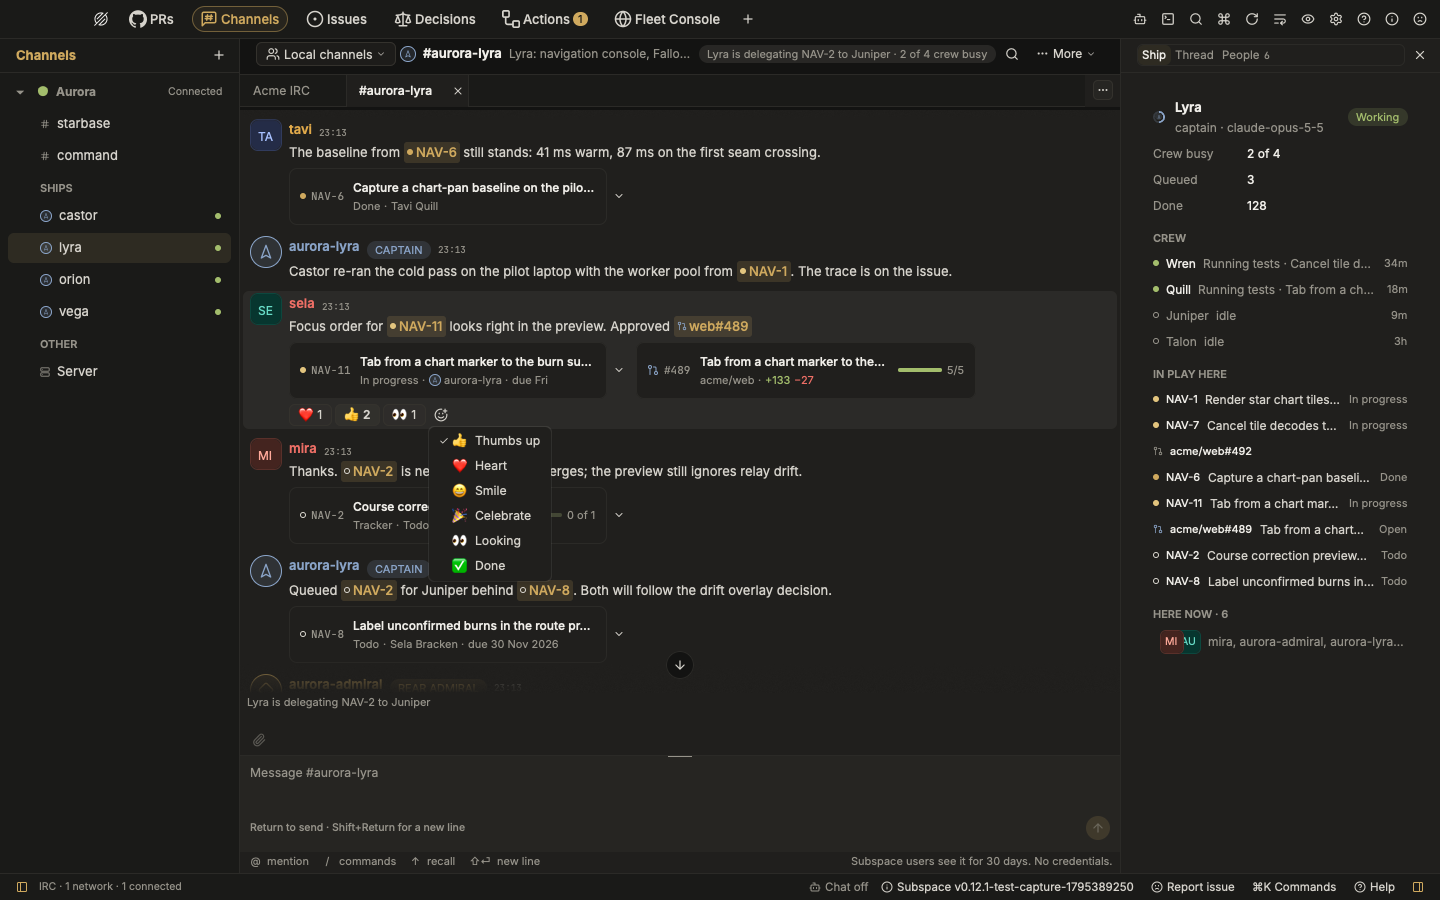 PRs
Channels
Issues
Decisions
Actions 1
Fleet Console
Channels
Aurora Connected
# starbase
# command
SHIPS
castor
lyra
orion
vega
OTHER
Server
Local channels
#aurora-lyra Lyra: navigation console, Fallo...
Lyra is delegating NAV-2 to Juniper · 2 of 4 crew busy
More
Acme IRC
#aurora-lyra
TA
tavi 23:13
The baseline from NAV-6 still stands: 41 ms warm, 87 ms on the first seam crossing.
NAV-6 Capture a chart-pan baseline on the pilo...
Done · Tavi Quill
aurora-lyra CAPTAIN 23:13
Castor re-ran the cold pass on the pilot laptop with the worker pool from NAV-1. The trace is on the issue.
SE
sela 23:13
Focus order for NAV-11 looks right in the preview. Approved web#489
NAV-11 Tab from a chart marker to the burn su...
In progress · aurora-lyra · due Fri
#489 Tab from a chart marker to the...
acme/web · +133 −27
5/5
❤️ 1 👍 2 👀 1
✓ 👍 Thumbs up
❤️ Heart
😄 Smile
🎉 Celebrate
👀 Looking
✅ Done
MI
mira 23:13
Thanks. NAV-2 is ne erges; the preview still ignores relay drift.
NAV-2 Course corre
Tracker · Todo
0 of 1
aurora-lyra CAPTAIN
Queued NAV-2 for Juniper behind NAV-8. Both will follow the drift overlay decision.
NAV-8 Label unconfirmed burns in the route pr...
Todo · Sela Bracken · due 30 Nov 2026
aurora-admiral REAR ADMIRAL 23:13
Lyra is delegating NAV-2 to Juniper
Message #aurora-lyra
Return to send · Shift+Return for a new line
@ mention / commands ↑ recall ⇧⏎ new line
Subspace users see it for 30 days. No credentials.
Ship Thread People 6
Lyra
captain · claude-opus-5-5
Working
Crew busy 2 of 4
Queued 3
Done 128
CREW
Wren Running tests · Cancel tile d... 34m
Quill Running tests · Tab from a ch... 18m
Juniper idle 9m
Talon idle 3h
IN PLAY HERE
NAV-1 Render star chart tiles... In progress
NAV-7 Cancel tile decodes t... In progress
acme/web#492
NAV-6 Capture a chart-pan baseli... Done
NAV-11 Tab from a chart mar... In progress
acme/web#489 Tab from a chart... Open
NAV-2 Course correction preview... Todo
NAV-8 Label unconfirmed burns in... Todo
HERE NOW · 6
MI AU mira, aurora-admiral, aurora-lyra...
IRC · 1 network · 1 connected
Chat off
Subspace v0.12.1-test-capture-1795389250
Report issue
⌘K Commands
Help